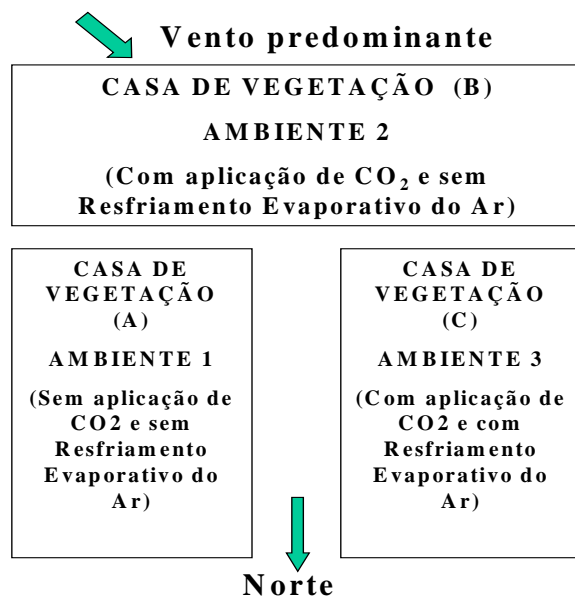 Vento predominante
CASA DE VEGETAÇÃO (B)
AMBIENTE 2
(Com aplicação de CO₂ e sem
Resfriamento Evaporativo do Ar)
CASA DE
VEGETAÇÃO
(A)
AMBIENTE 1
(Sem aplicação de
CO2 e sem
Resfriamento
Evaporativo do
Ar)
CASA DE
VEGETAÇÃO
(C)
AMBIENTE 3
(Com aplicação de
CO2 e com
Resfriamento
Evaporativo do
Ar)
Norte